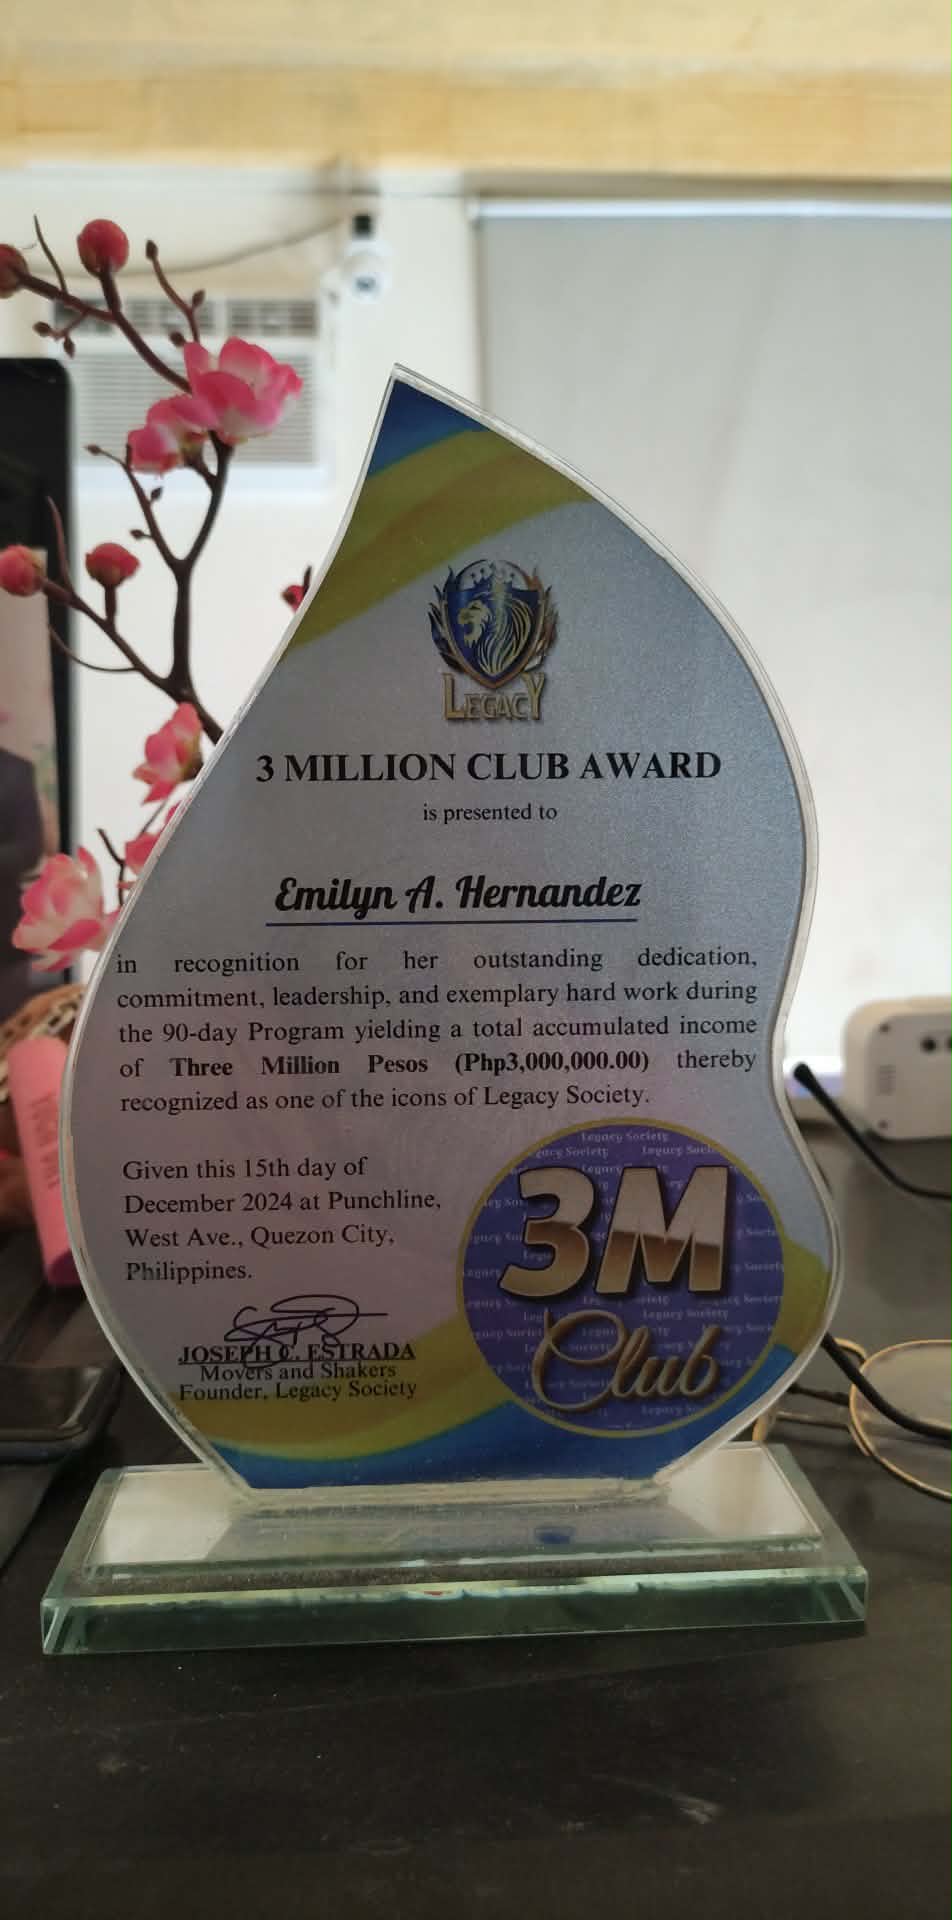 LEGACY
3 MILLION CLUB AWARD
is presented to
Emilyn A. Hernandez
in recognition for her outstanding dedication,
commitment, leadership, and exemplary hard work during
the 90-day Program yielding a total accumulated income
of Three Million Pesos (Php3,000,000.00) thereby
recognized as one of the icons of Legacy Society.
Given this 15th day of
December 2024 at Punchline,
West Ave., Quezon City,
Philippines.
JOSEPH C. ESTRADA
Movers and Shakers
Founder, Legacy Society
Legacy Society
3M
Club